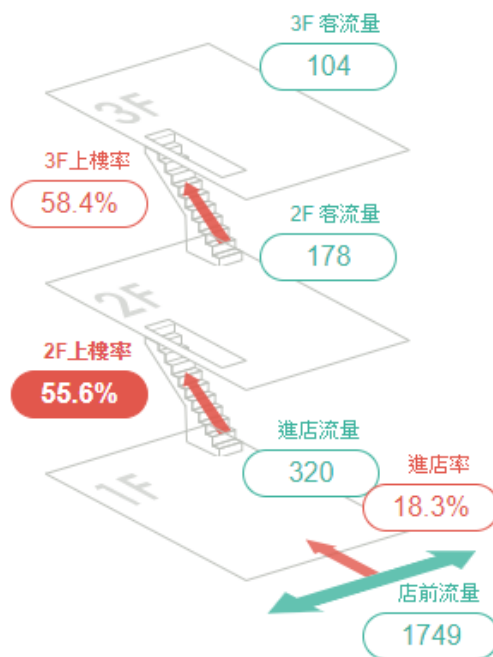 3F 客流量
104
3F
3F上樓率
58.4%
2F 客流量
178
2F
2F上樓率
55.6%
進店流量
320
進店率
18.3%
1F
店前流量
1749